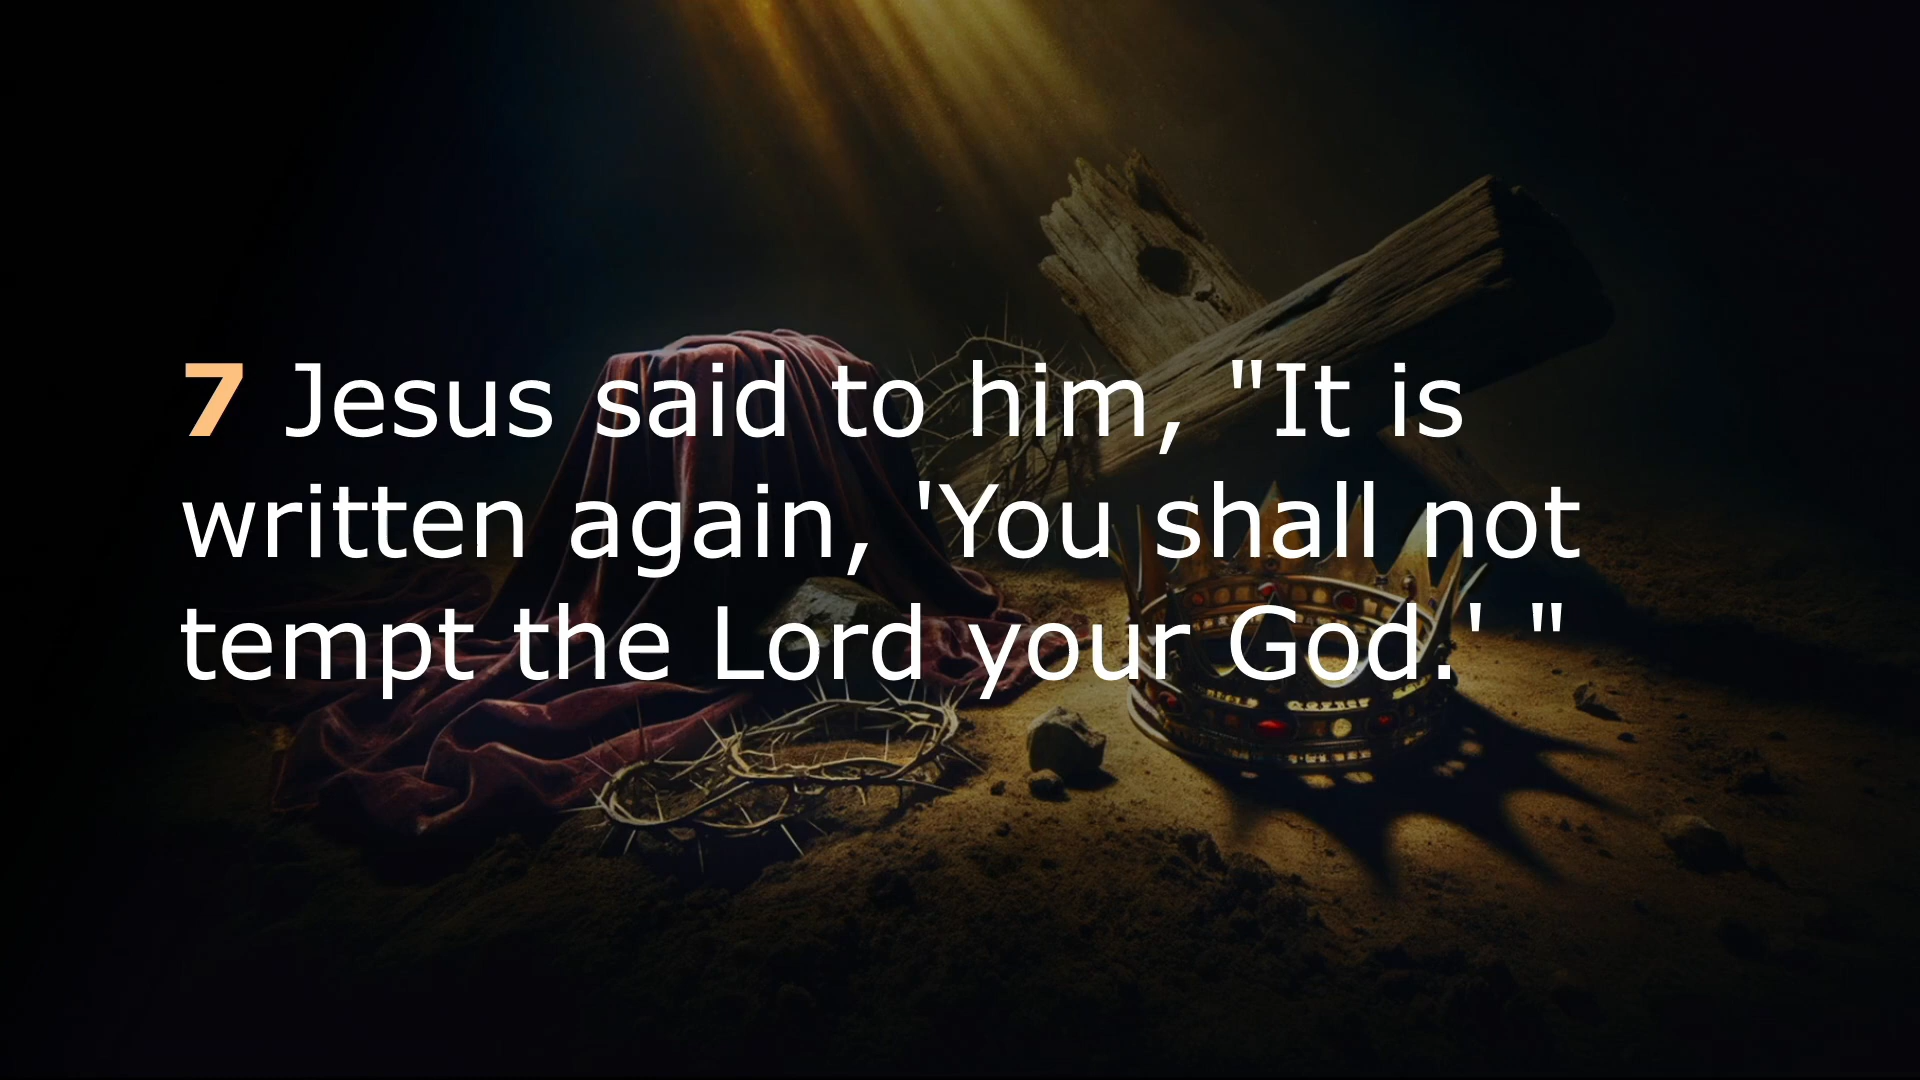 7 Jesus said to him, "It is
written again, 'You shall not
tempt the Lord your God.' "